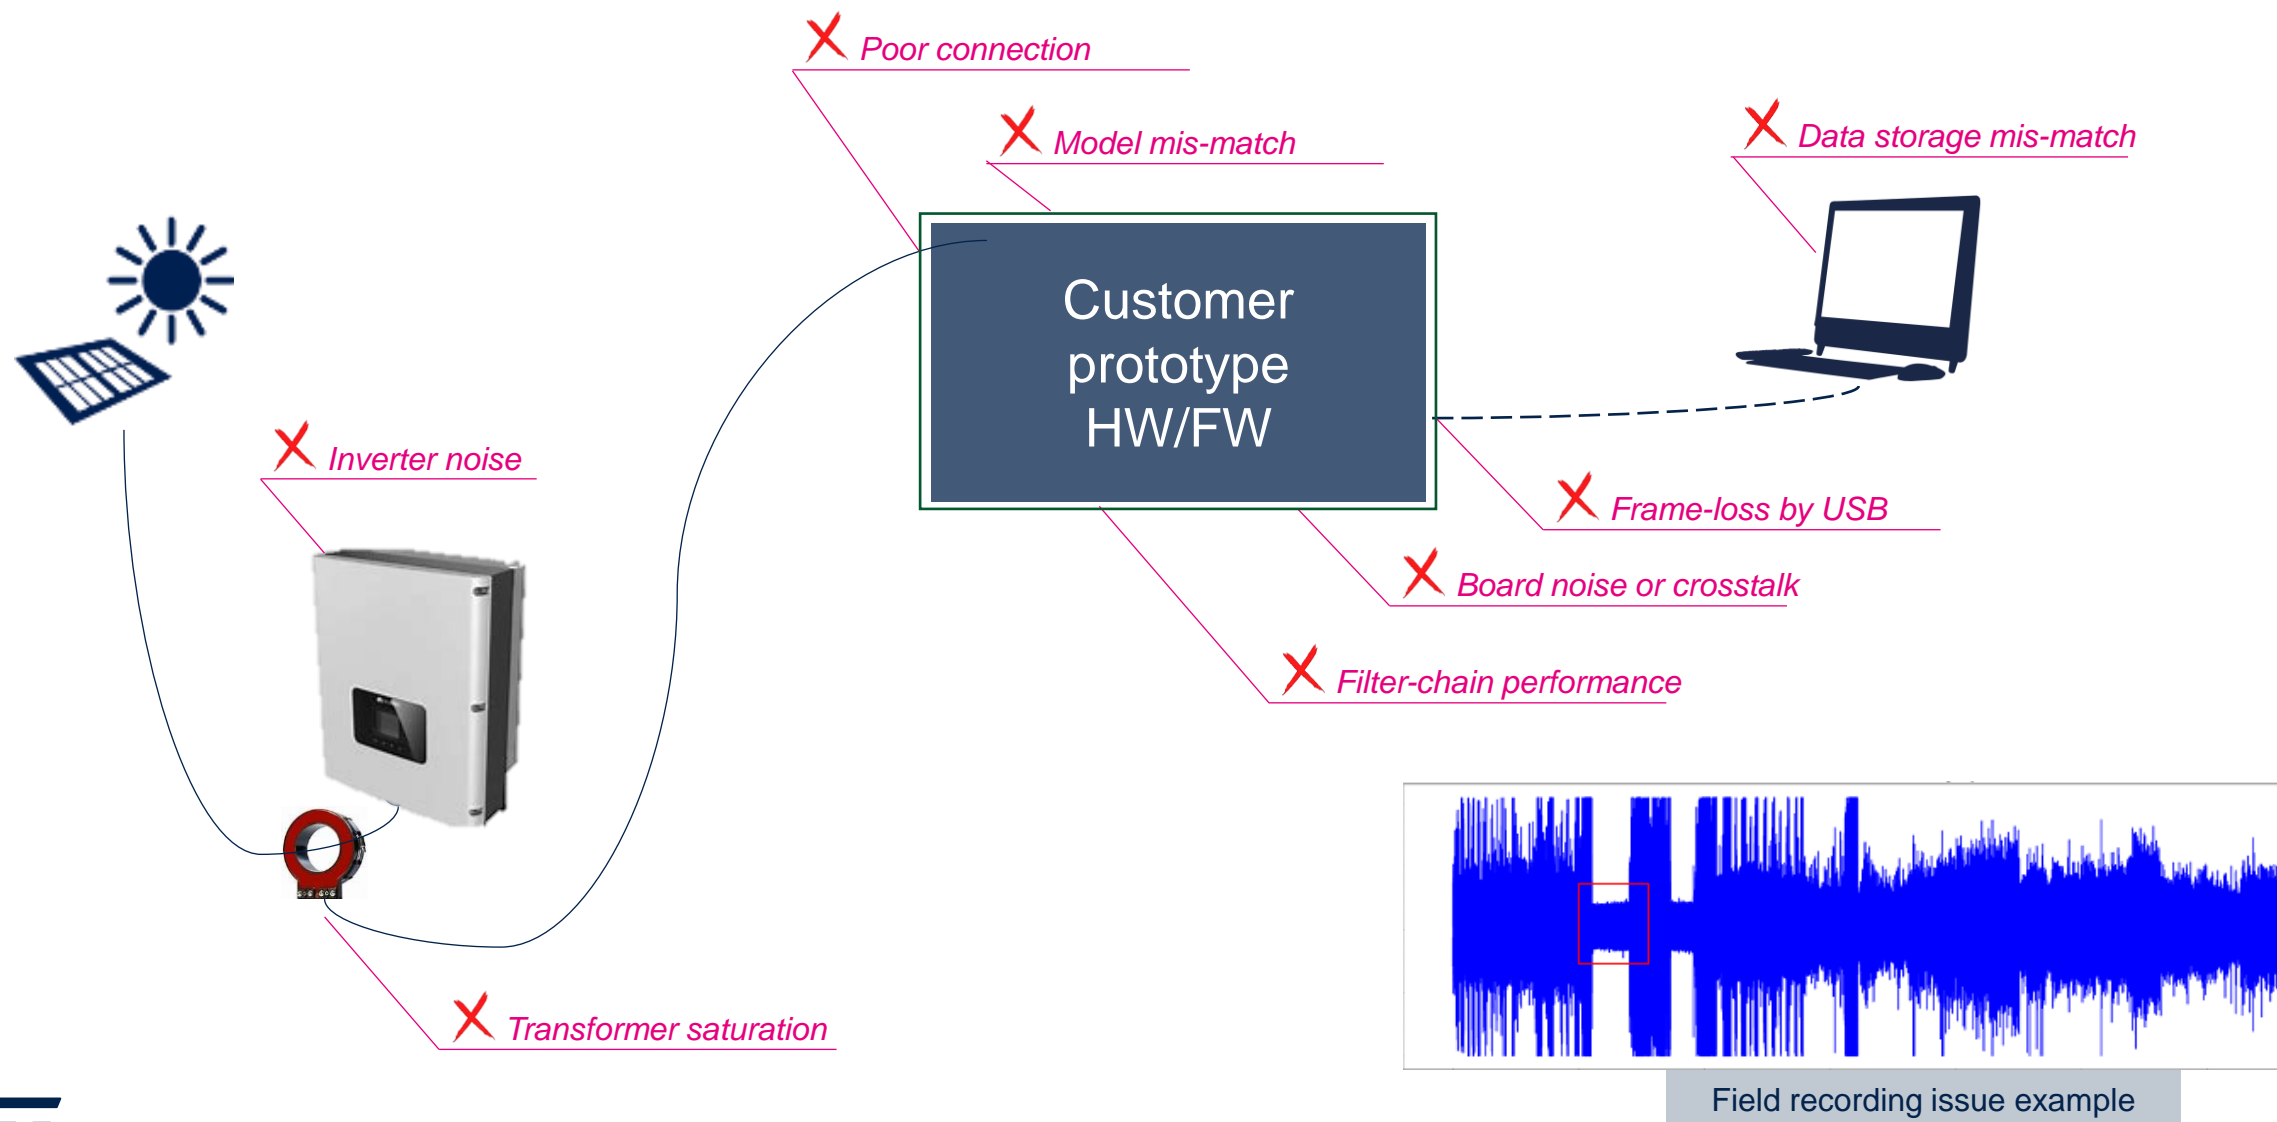 Poor connection
Model mis-match
Data storage mis-match
Customer
prototype
HW/FW
Inverter noise
Frame-loss by USB
Board noise or crosstalk
Filter-chain performance
Transformer saturation
Field recording issue example